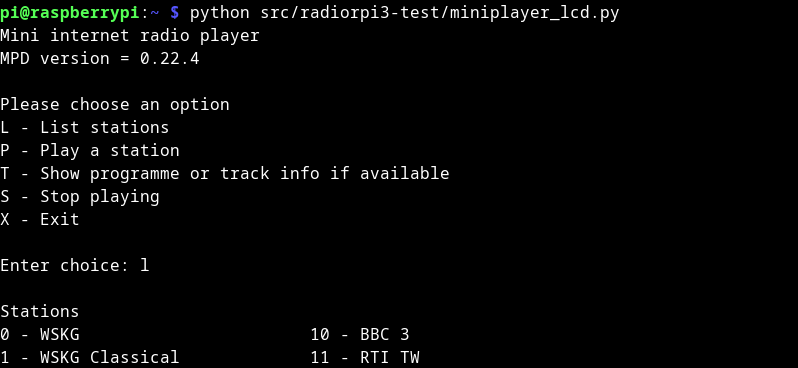 pi@raspberrypi:~ $ python src/radiorpi3-test/miniplayer_lcd.py
Mini internet radio player
MPD version = 0.22.4
Please choose an option
L - List stations
P - Play a station
T - Show programme or track info if available
S - Stop playing
X - Exit
Enter choice: l
Stations
0 - WSKG                       10 - BBC 3
1 - WSKG Classical             11 - RTI TW